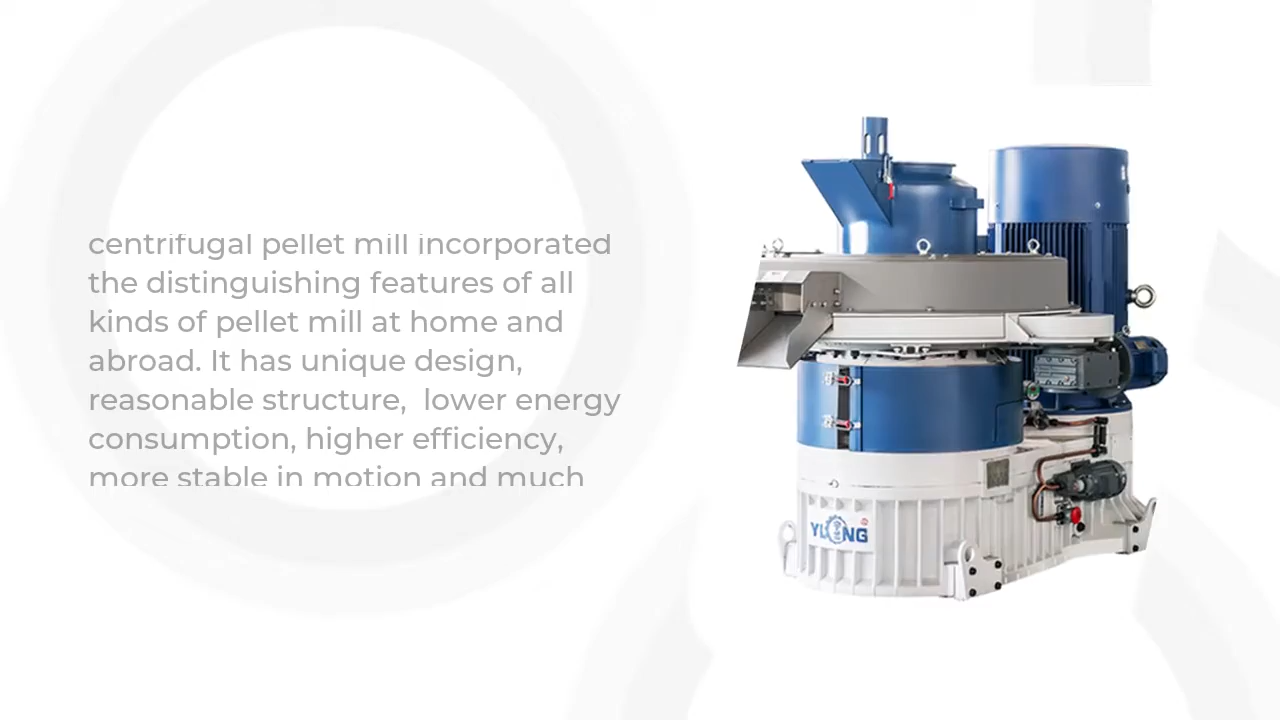 centrifugal pellet mill incorporated
the distinguishing features of all
kinds of pellet mill at home and
abroad. It has unique design,
reasonable structure,  lower energy
consumption, higher efficiency,
more stable in motion and much
YLONG